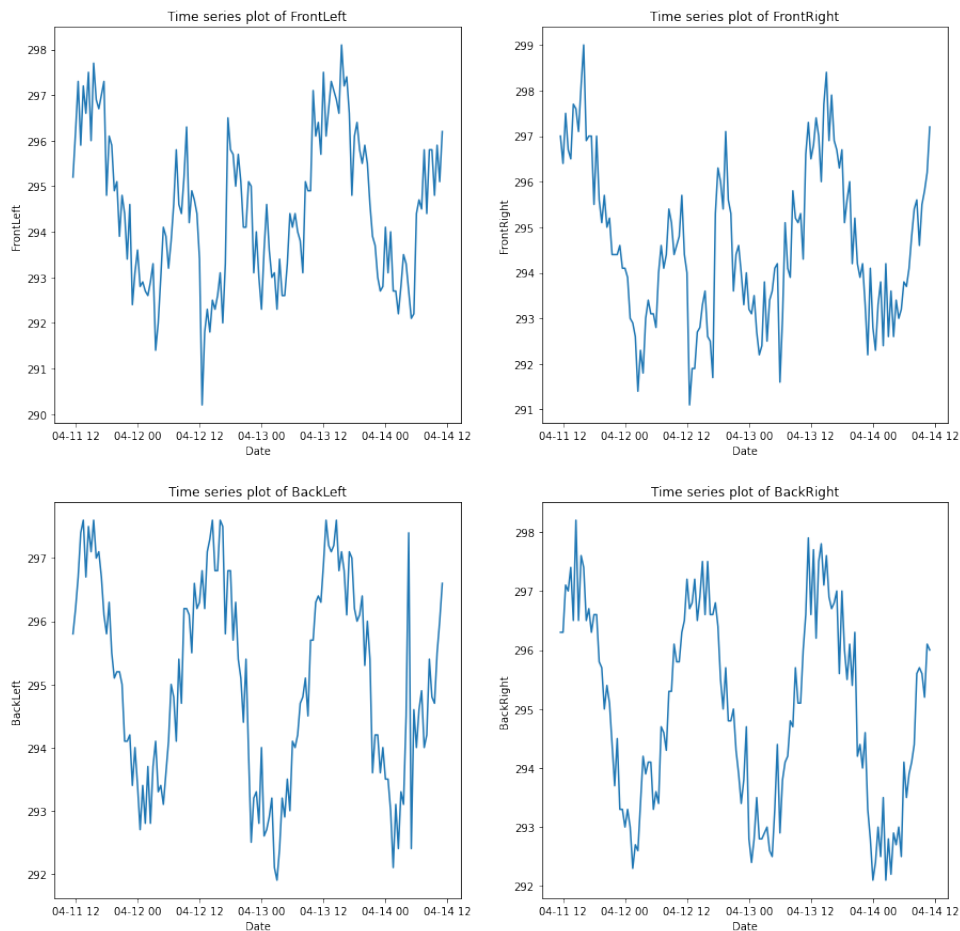 Time series plot of FrontLeft
298
297
296
295
294
293
292
291
290
FrontLeft
04-11 12 04-12 00 04-12 12 04-13 00 04-13 12 04-14 00 04-14 12
Date
Time series plot of FrontRight
299
298
297
296
295
294
293
292
291
FrontRight
04-11 12 04-12 00 04-12 12 04-13 00 04-13 12 04-14 00 04-14 12
Date
Time series plot of BackLeft
297
296
295
294
293
292
BackLeft
04-11 12 04-12 00 04-12 12 04-13 00 04-13 12 04-14 00 04-14 12
Date
Time series plot of BackRight
298
297
296
295
294
293
292
BackRight
04-11 12 04-12 00 04-12 12 04-13 00 04-13 12 04-14 00 04-14 12
Date